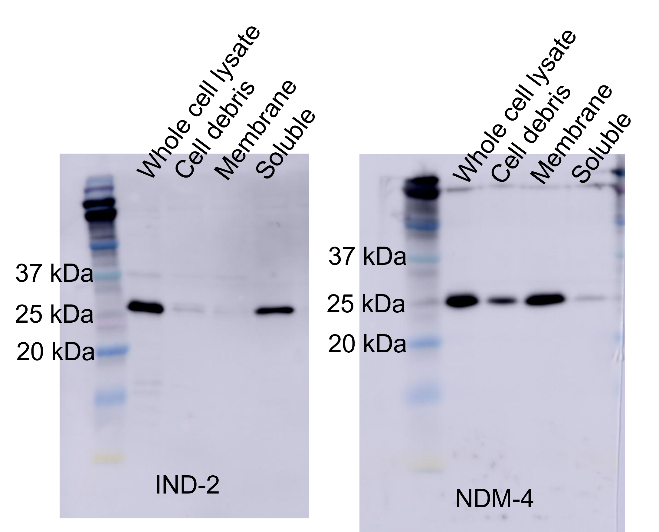 Whole cell lysate
Cell debris
Membrane
Soluble
37 kDa
25 kDa
20 kDa
IND-2
Whole cell lysate
Cell debris
Membrane
Soluble
37 kDa
25 kDa
20 kDa
NDM-4